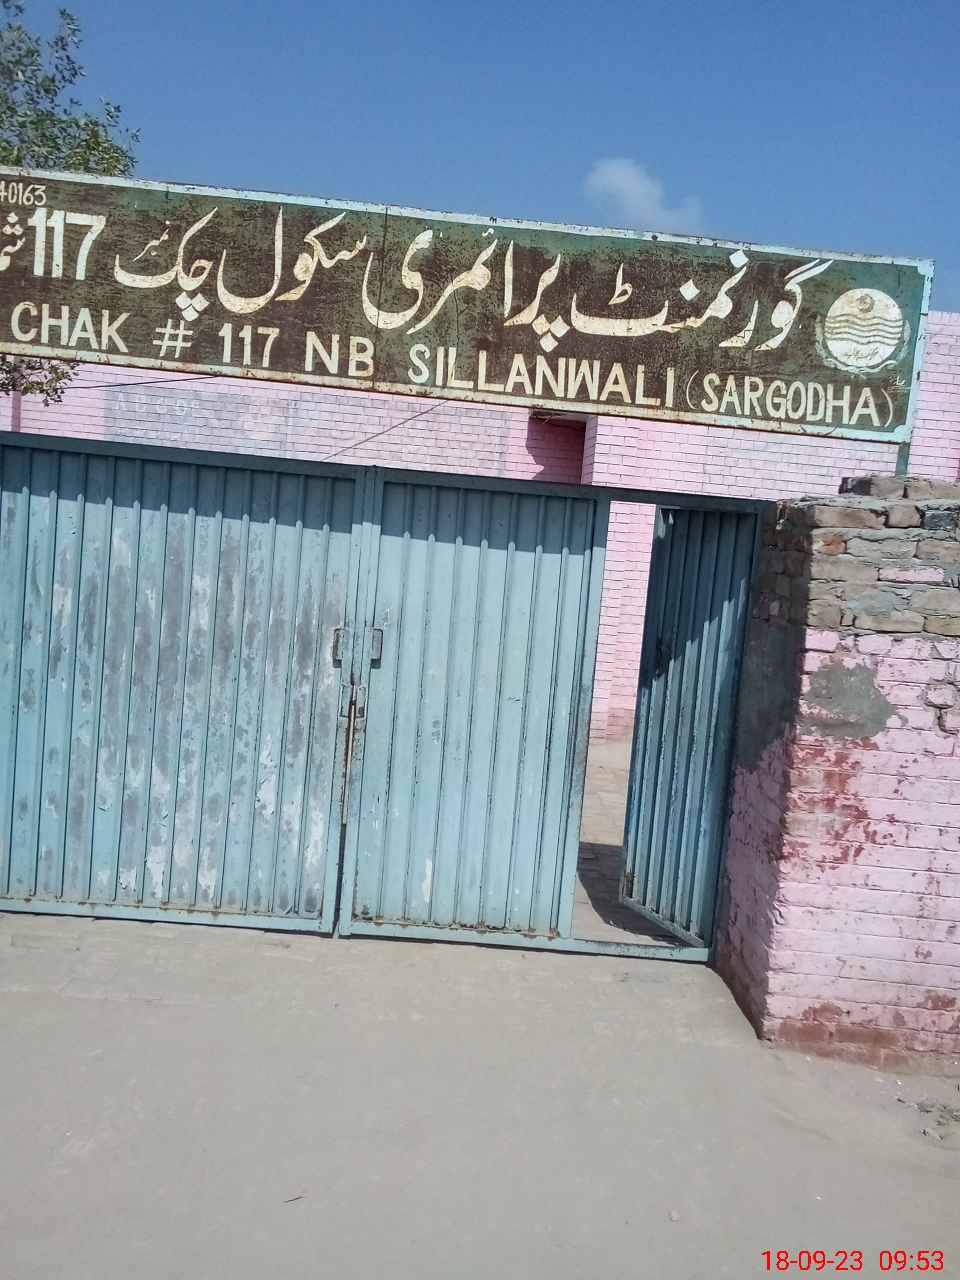 40163
گورنمنٹ پرائمری سکول چک نمبر 117
CHAK # 117 NB SILLANWALI (SARGODHA)
A B C D E
18-09-23 09:53